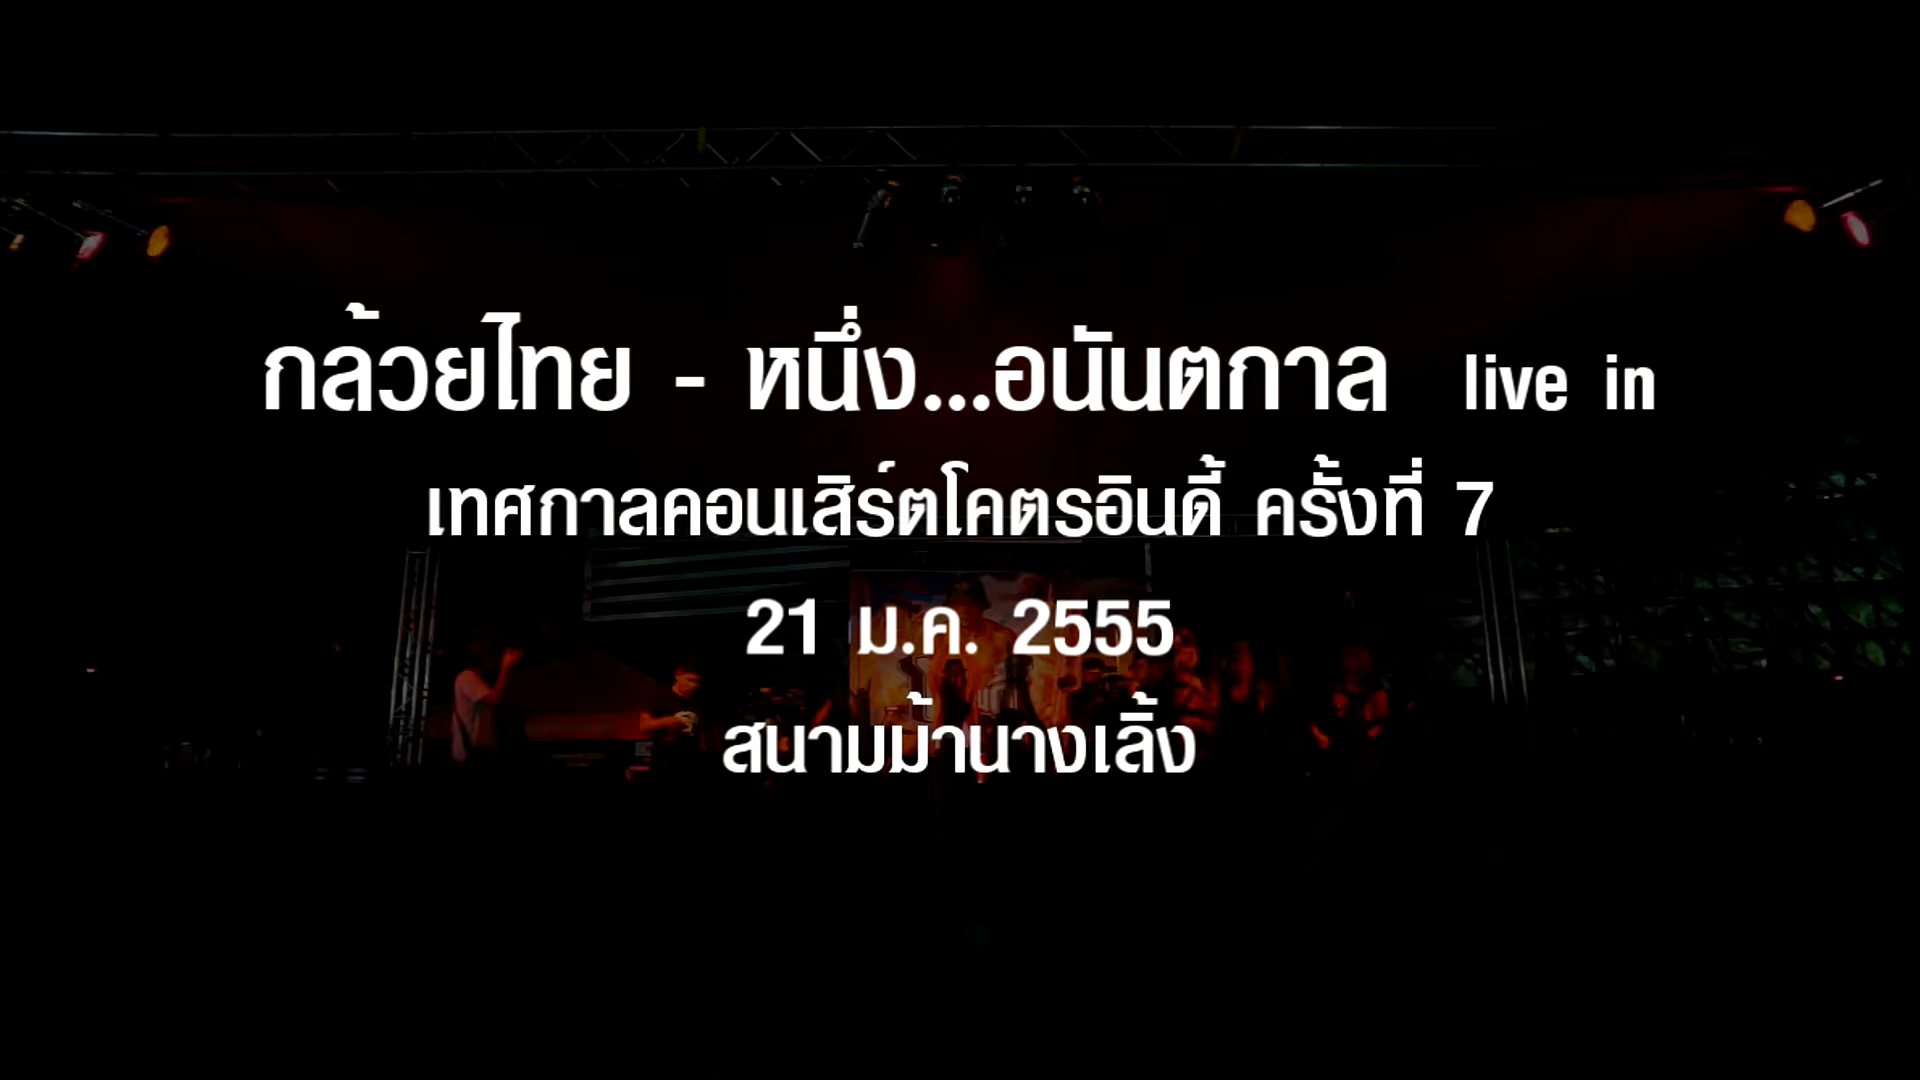 กล้วยไทย - หนึ่ง...อนันตกาล live in
เทศกาลคอนเสิร์ตโคตรอินดี้ ครั้งที่ 7
21 ม.ค. 2555
สนามม้านางเลิ้ง